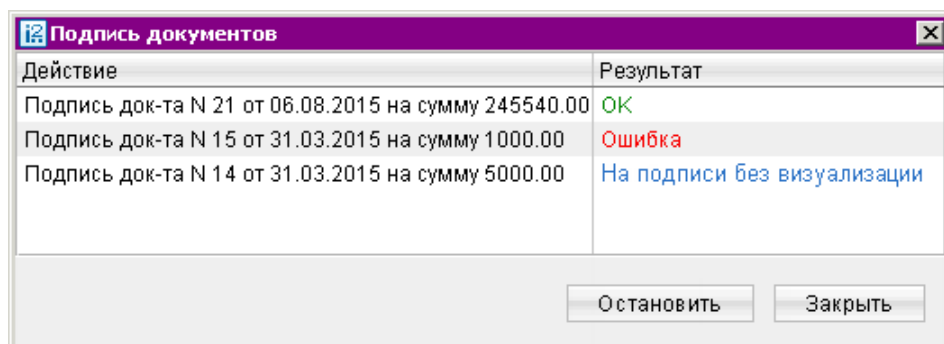 i2 Подпись документов
Действие Результат
Подпись док-та N 21 от 06.08.2015 на сумму 245540.00 OK
Подпись док-та N 15 от 31.03.2015 на сумму 1000.00 Ошибка
Подпись док-та N 14 от 31.03.2015 на сумму 5000.00 На подписи без визуализации
Остановить Закрыть